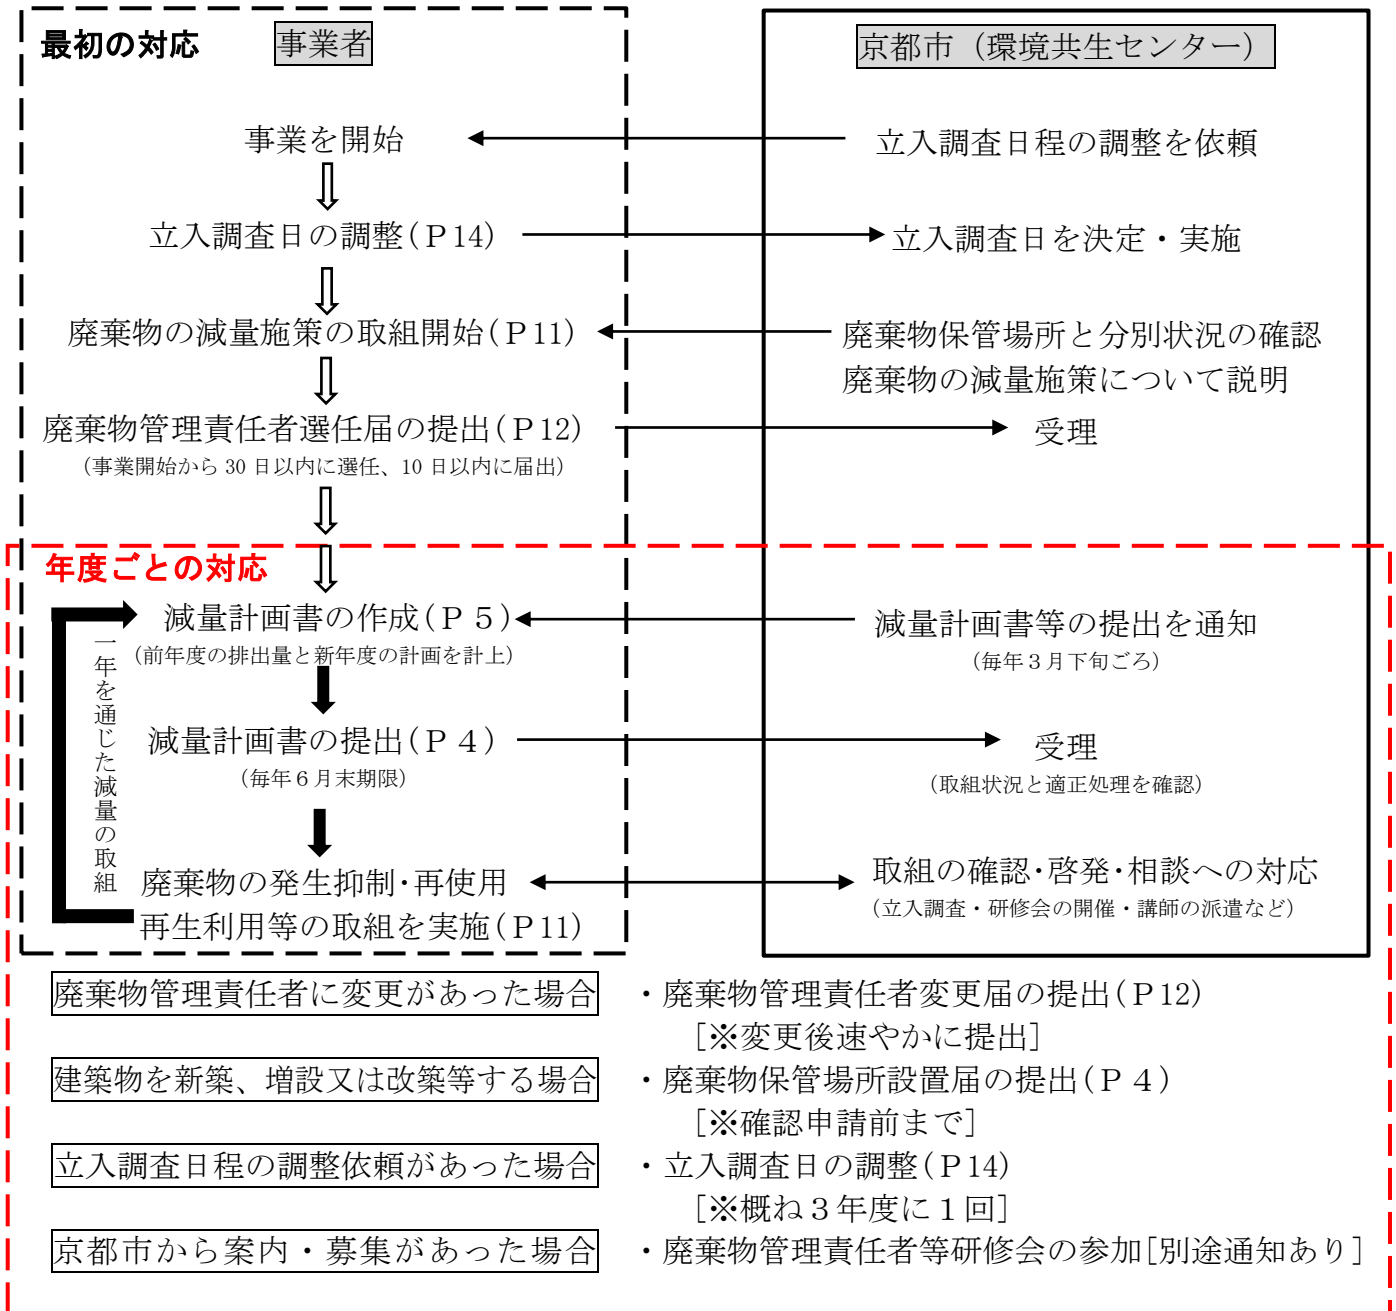 最初の対応 事業者
京都市（環境共生センター）
事業を開始
立入調査日程の調整を依頼
立入調査日の調整(Ｐ14)
立入調査日を決定・実施
廃棄物の減量施策の取組開始(Ｐ11)
廃棄物保管場所と分別状況の確認
廃棄物の減量施策について説明
廃棄物管理責任者選任届の提出(Ｐ12)
（事業開始から 30 日以内に選任、10 日以内に届出）
受理
年度ごとの対応
減量計画書の作成(Ｐ５)
（前年度の排出量と新年度の計画を計上）
減量計画書等の提出を通知
（毎年３月下旬ごろ）
一年を通じた減量の取組
減量計画書の提出(Ｐ４)
（毎年６月末期限）
受理
（取組状況と適正処理を確認）
廃棄物の発生抑制･再使用
再生利用等の取組を実施(Ｐ11)
取組の確認･啓発･相談への対応
（立入調査・研修会の開催・講師の派遣など）
廃棄物管理責任者に変更があった場合
・廃棄物管理責任者変更届の提出(Ｐ12)
[※変更後速やかに提出]
建築物を新築、増設又は改築等する場合
・廃棄物保管場所設置届の提出(Ｐ４)
[※確認申請前まで]
立入調査日程の調整依頼があった場合
・立入調査日の調整(Ｐ14)
[※概ね３年度に１回]
京都市から案内・募集があった場合
・廃棄物管理責任者等研修会の参加[別途通知あり]